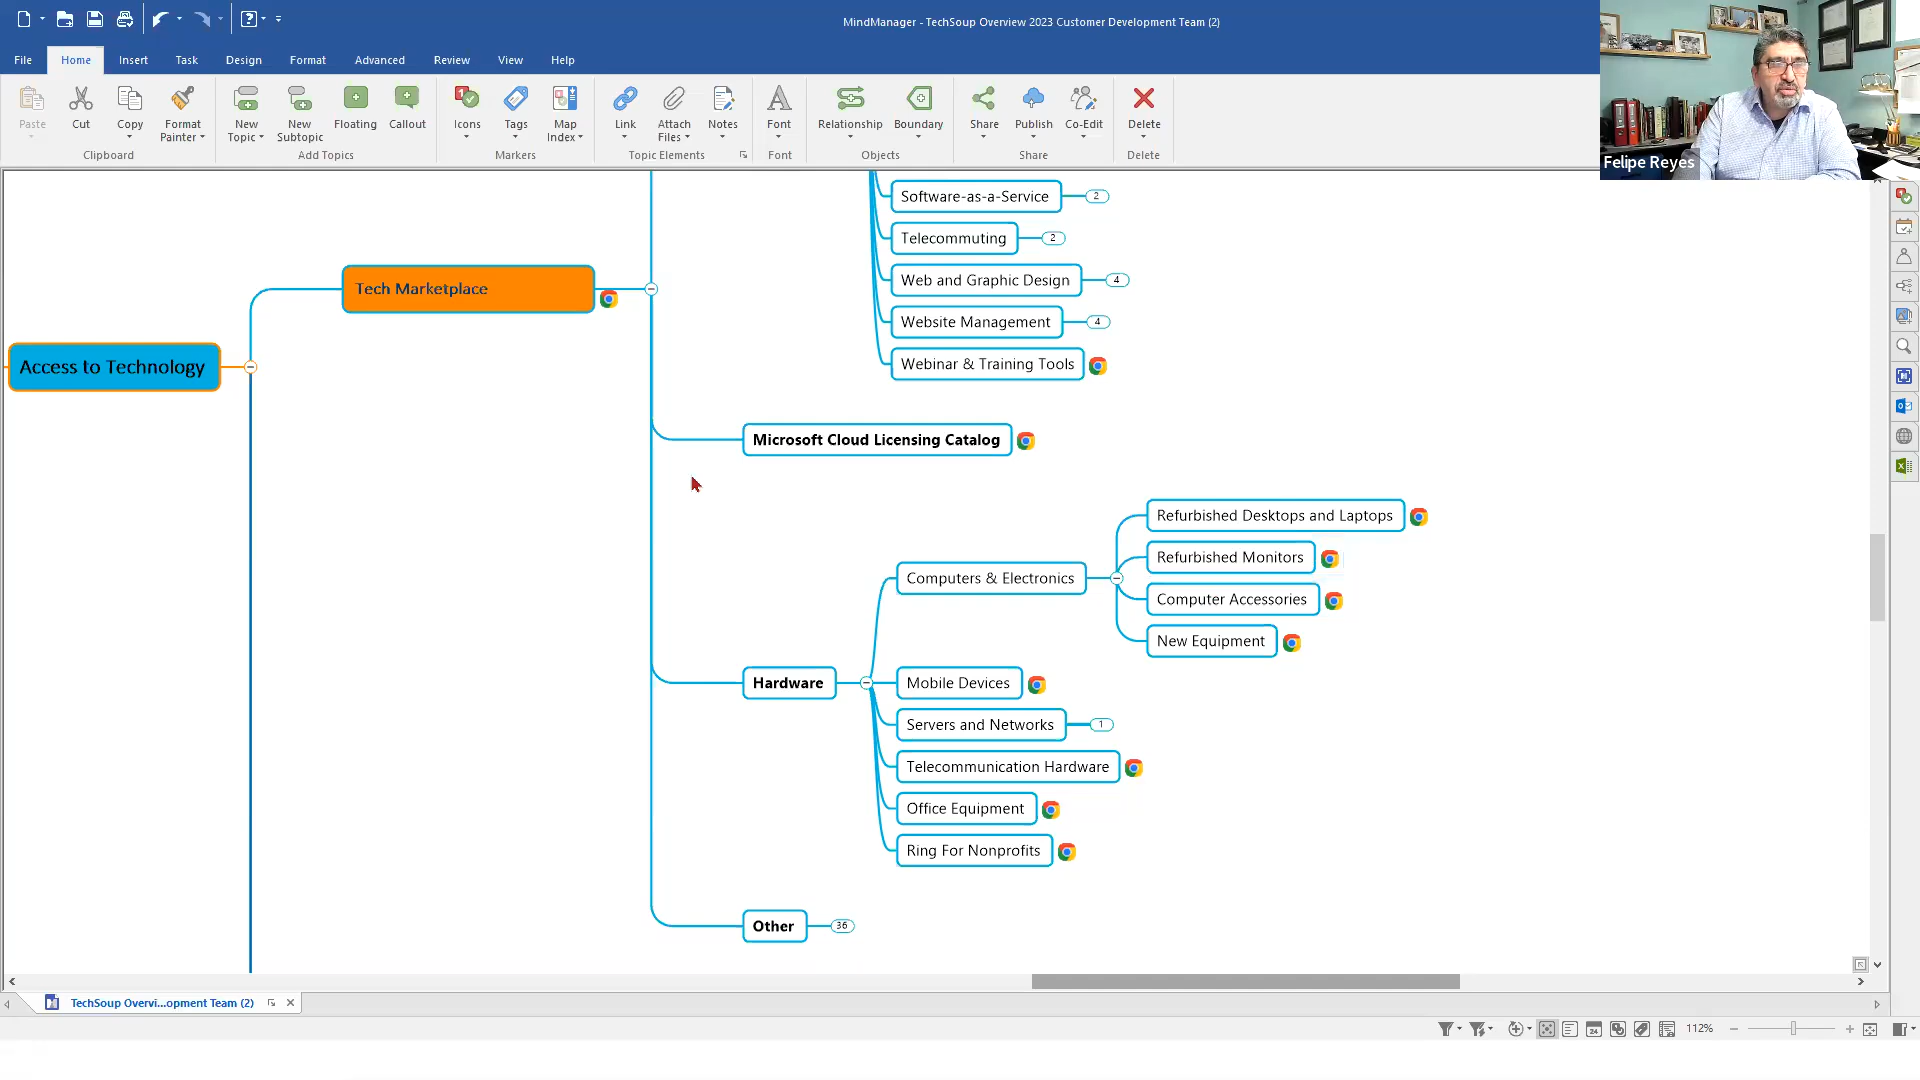 MindManager - TechSoup Overview 2023 Customer Development Team (2)
File Home Insert Task Design Format Advanced Review View Help
Paste Cut Copy Format Painter
New Topic New Subtopic Floating Callout
Icons Tags Map Index
Link Attach Files Notes
Font
Relationship Boundary
Share Publish Co-Edit
Delete
Clipboard Add Topics Markers Topic Elements Font Objects Share Delete
Felipe Reyes
Software-as-a-Service 2
Telecommuting 2
Web and Graphic Design 4
Tech Marketplace
Website Management 4
Webinar & Training Tools
Access to Technology
Microsoft Cloud Licensing Catalog
Refurbished Desktops and Laptops
Refurbished Monitors
Computers & Electronics
Computer Accessories
New Equipment
Hardware
Mobile Devices
Servers and Networks 1
Telecommunication Hardware
Office Equipment
Ring For Nonprofits
Other 36
TechSoup Overvi...opment Team (2)
24
112%